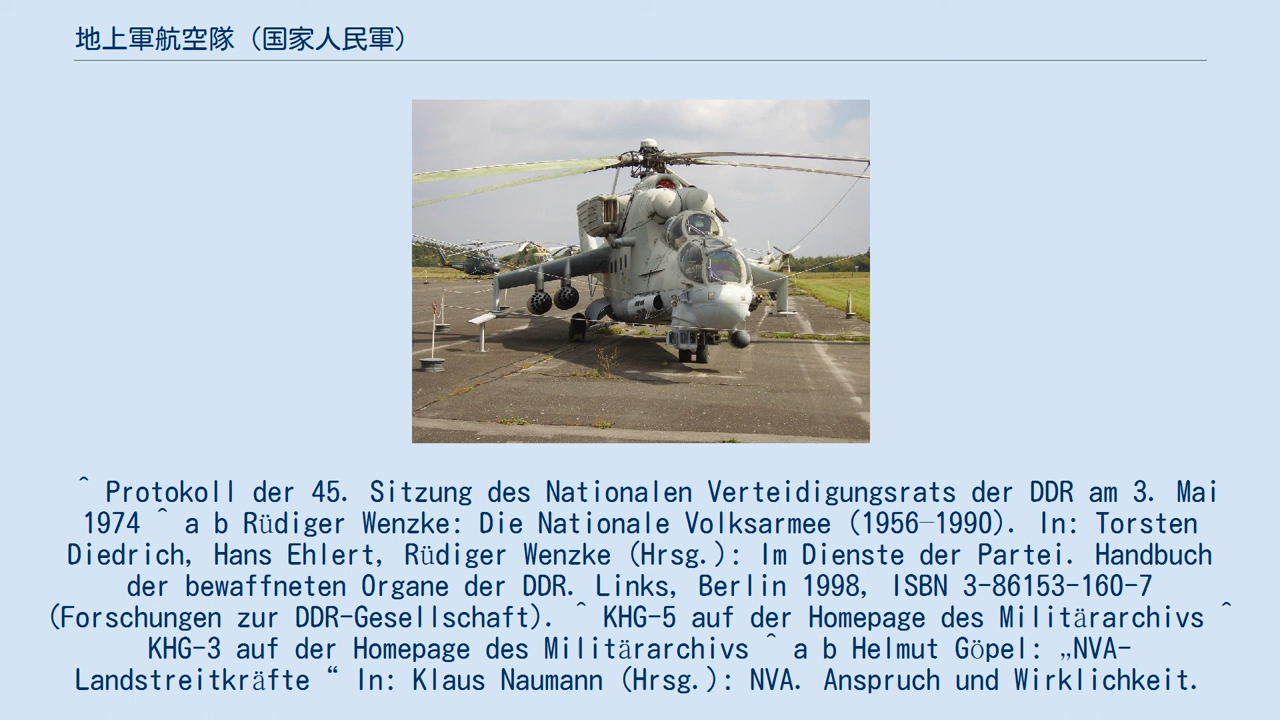 地上軍航空隊（国家人民軍）
^ Protokoll der 45. Sitzung des Nationalen Verteidigungsrats der DDR am 3. Mai
1974 ^ a b Rüdiger Wenzke: Die Nationale Volksarmee (1956–1990). In: Torsten
Diedrich, Hans Ehlert, Rüdiger Wenzke (Hrsg.): Im Dienste der Partei. Handbuch
der bewaffneten Organe der DDR. Links, Berlin 1998, ISBN 3-86153-160-7
(Forschungen zur DDR-Gesellschaft). ^ KHG-5 auf der Homepage des Militärarchivs ^
KHG-3 auf der Homepage des Militärarchivs ^ a b Helmut Göpel: „NVA-
Landstreitkräfte “ In: Klaus Naumann (Hrsg.): NVA. Anspruch und Wirklichkeit.